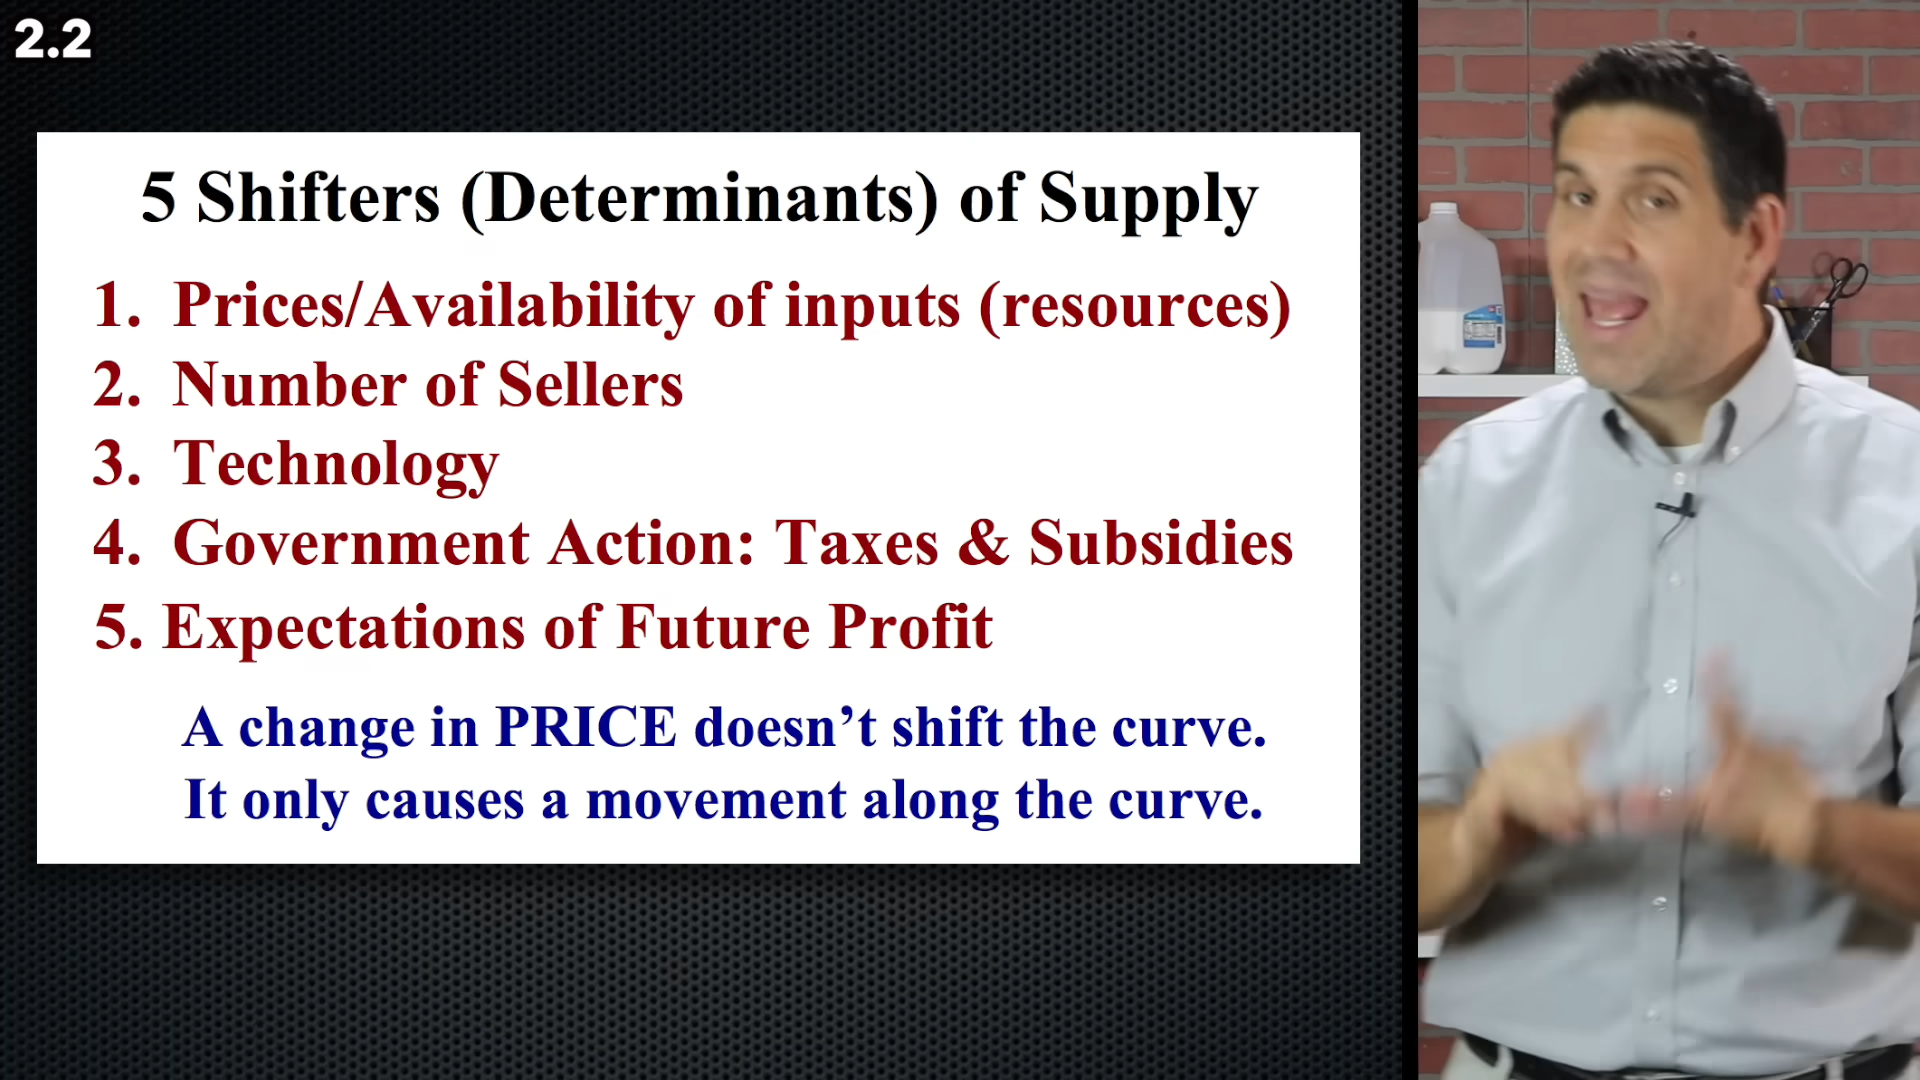 2.2
5 Shifters (Determinants) of Supply
1. Prices/Availability of inputs (resources)
2. Number of Sellers
3. Technology
4. Government Action: Taxes & Subsidies
5. Expectations of Future Profit
A change in PRICE doesn’t shift the curve.
It only causes a movement along the curve.